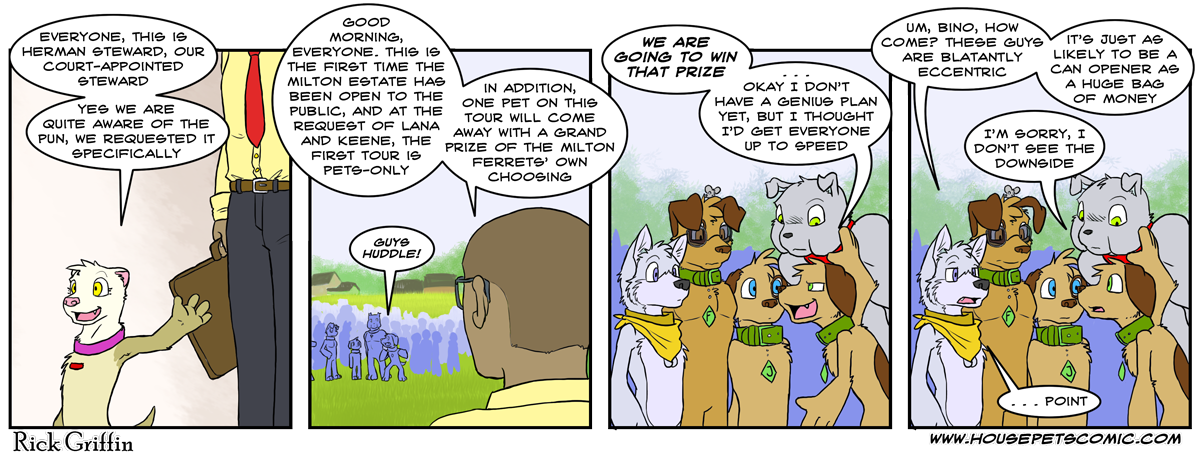 EVERYONE, THIS IS
HERMAN STEWARD, OUR
COURT-APPOINTED
STEWARD
YES WE ARE
QUITE AWARE OF THE
PUN, WE REQUESTED IT
SPECIFICALLY
GOOD
MORNING,
EVERYONE. THIS IS
THE FIRST TIME THE
MILTON ESTATE HAS
BEEN OPEN TO THE
PUBLIC, AND AT THE
REQUEST OF LANA
AND KEENE, THE
FIRST TOUR IS
PETS-ONLY
IN ADDITION,
ONE PET ON THIS
TOUR WILL COME
AWAY WITH A GRAND
PRIZE OF THE MILTON
FERRETS' OWN
CHOOSING
GUYS
HUDDLE!
WE ARE
GOING TO WIN
THAT PRIZE
. . .
OKAY I DON'T
HAVE A GENIUS PLAN
YET, BUT I THOUGHT
I'D GET EVERYONE
UP TO SPEED
UM, BINO, HOW
COME? THESE GUYS
ARE BLATANTLY
ECCENTRIC
IT'S JUST AS
LIKELY TO BE A
CAN OPENER AS
A HUGE BAG
OF MONEY
I'M SORRY, I
DON'T SEE THE
DOWNSIDE
. . . POINT
Rick Griffin
WWW.HOUSEPETSCOMIC.COM